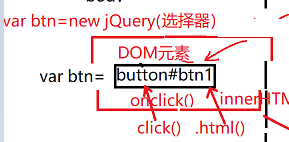 var btn=new jQuery(选择器)
DOM元素
var btn= button#btn1
onclick() innerHTM
click() .html()